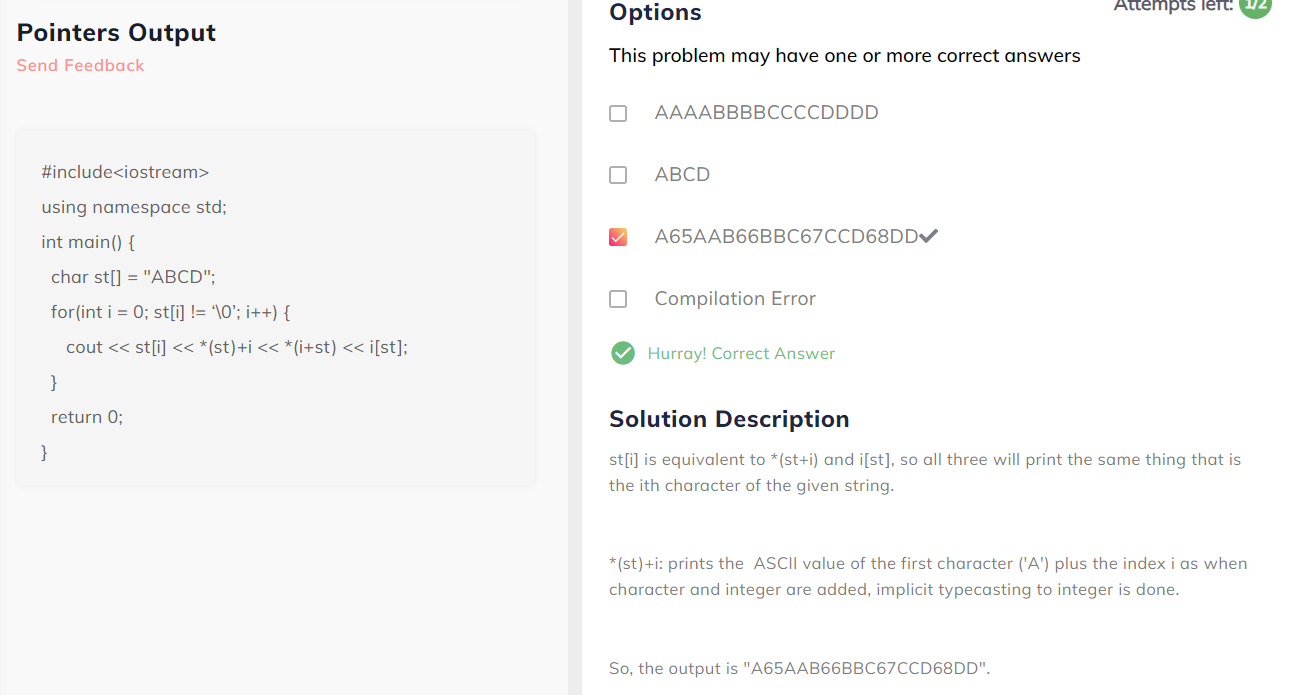 Pointers Output
Send Feedback
#include<iostream>
using namespace std;
int main() {
char st[] = "ABCD";
for(int i = 0; st[i] != ‘\0’; i++) {
cout << st[i] << *(st)+i << *(i+st) << i[st];
}
return 0;
}
Options
Attempts left: 1/2
This problem may have one or more correct answers
AAAABBBBCCCCDDDD
ABCD
A65AAB66BBC67CCD68DD✔
Compilation Error
Hurray! Correct Answer
Solution Description
st[i] is equivalent to *(st+i) and i[st], so all three will print the same thing that is
the ith character of the given string.
*(st)+i: prints the  ASCII value of the first character ('A') plus the index i as when
character and integer are added, implicit typecasting to integer is done.
So, the output is "A65AAB66BBC67CCD68DD".